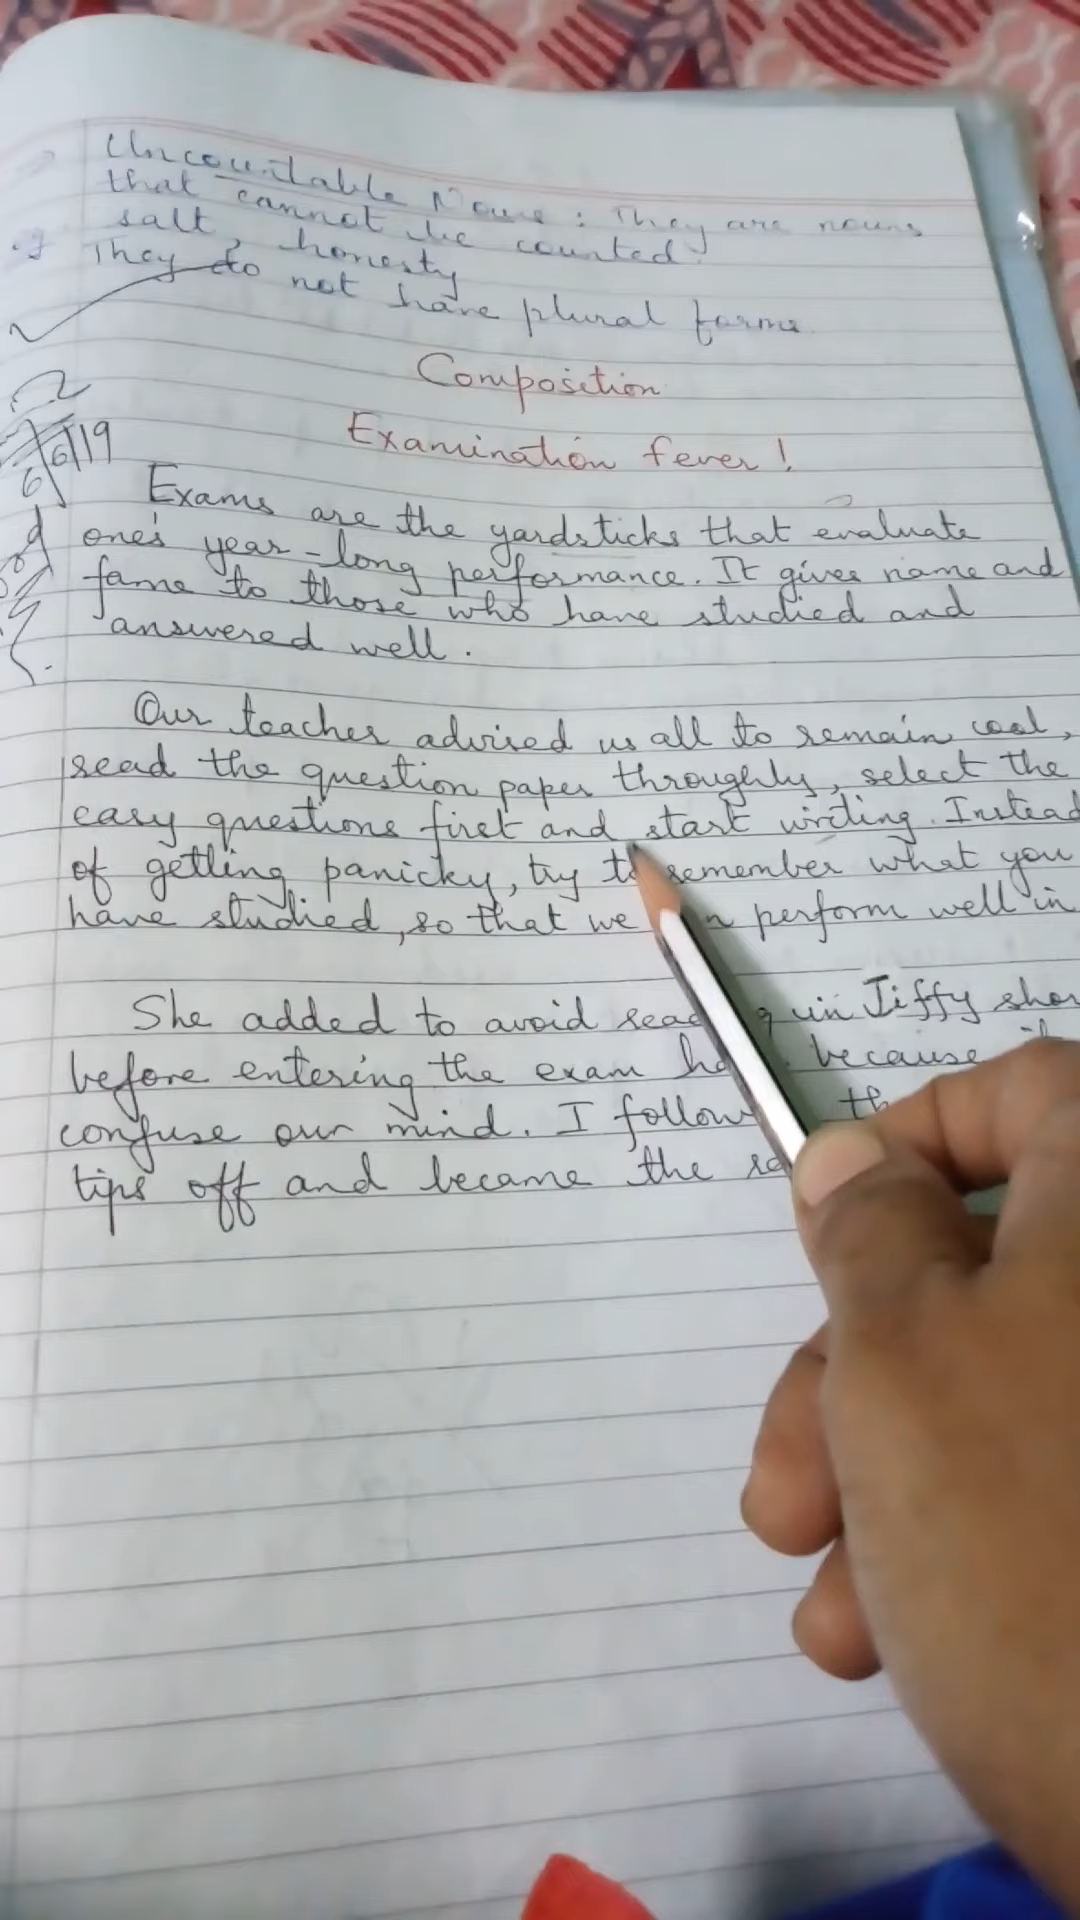 Uncountable Nouns : They are nouns
that cannot be counted.
salt, honesty
They do not have plural forms
Composition
6/6/19
Examination fever!
Exams are the yardsticks that evaluate
one's year-long performance. It gives name and
fame to those who have studied and
answered well.
Our teacher advised us all to remain cool,
read the question paper throughly, select the
easy questions first and start writing. Instead
of getting panicky, try to remember what you
have studied, so that we perform well in
She added to avoid in Jiffy
before entering the exam because
confuse our mind. I
tips off and became the